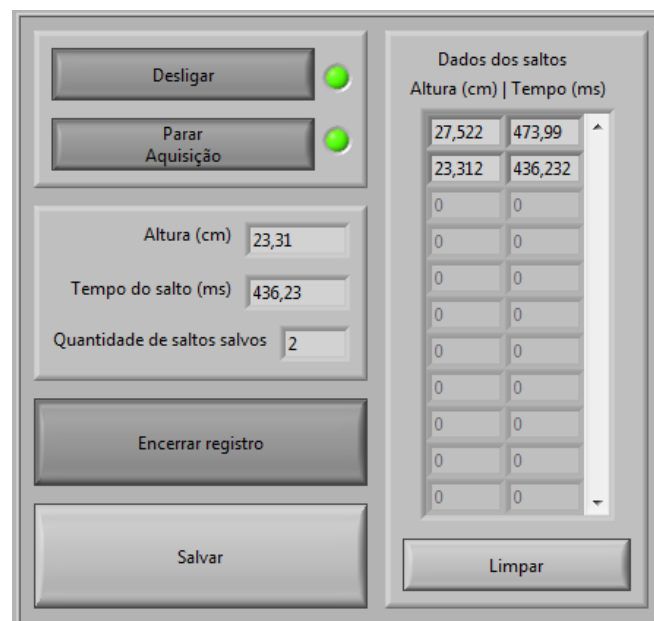 Desligar
Parar
Aquisição
Altura (cm) 23,31
Tempo do salto (ms) 436,23
Quantidade de saltos salvos 2
Encerrar registro
Salvar
Dados dos saltos
Altura (cm) | Tempo (ms)
27,522 473,99
23,312 436,232
0 0
0 0
0 0
0 0
0 0
0 0
0 0
0 0
0 0
Limpar